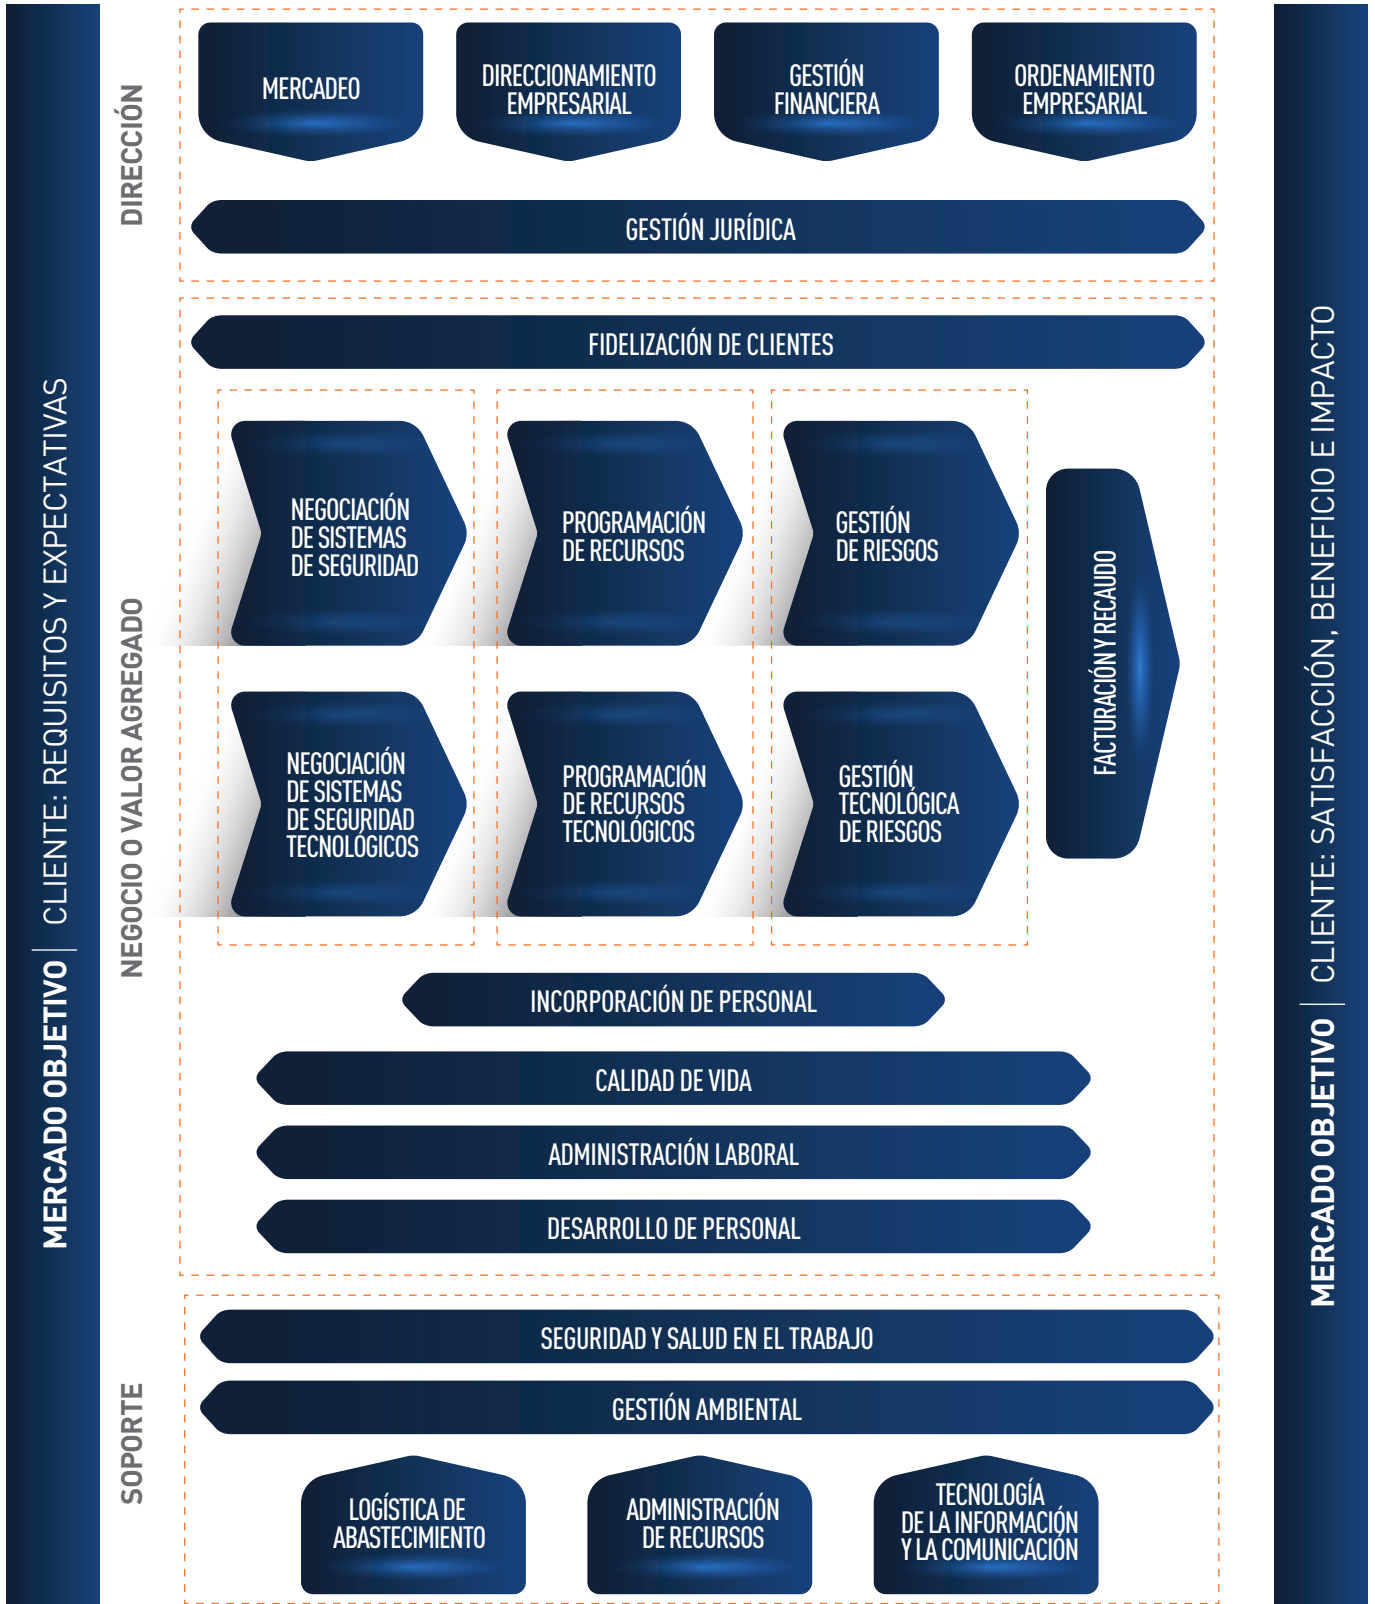 MERCADO OBJETIVO | CLIENTE: REQUISITOS Y EXPECTATIVAS
DIRECCIÓN
MERCADEO
DIRECCIONAMIENTO
EMPRESARIAL
GESTIÓN
FINANCIERA
ORDENAMIENTO
EMPRESARIAL
GESTIÓN JURÍDICA
NEGOCIO O VALOR AGREGADO
FIDELIZACIÓN DE CLIENTES
NEGOCIACIÓN
DE SISTEMAS
DE SEGURIDAD
PROGRAMACIÓN
DE RECURSOS
GESTIÓN
DE RIESGOS
NEGOCIACIÓN
DE SISTEMAS
DE SEGURIDAD
TECNOLÓGICOS
PROGRAMACIÓN
DE RECURSOS
TECNOLÓGICOS
GESTIÓN
TECNOLÓGICA
DE RIESGOS
FACTURACIÓN Y RECAUDO
INCORPORACIÓN DE PERSONAL
CALIDAD DE VIDA
ADMINISTRACIÓN LABORAL
DESARROLLO DE PERSONAL
SOPORTE
SEGURIDAD Y SALUD EN EL TRABAJO
GESTIÓN AMBIENTAL
LOGÍSTICA DE
ABASTECIMIENTO
ADMINISTRACIÓN
DE RECURSOS
TECNOLOGÍA
DE LA INFORMACIÓN
Y LA COMUNICACIÓN
MERCADO OBJETIVO | CLIENTE: SATISFACCIÓN, BENEFICIO E IMPACTO